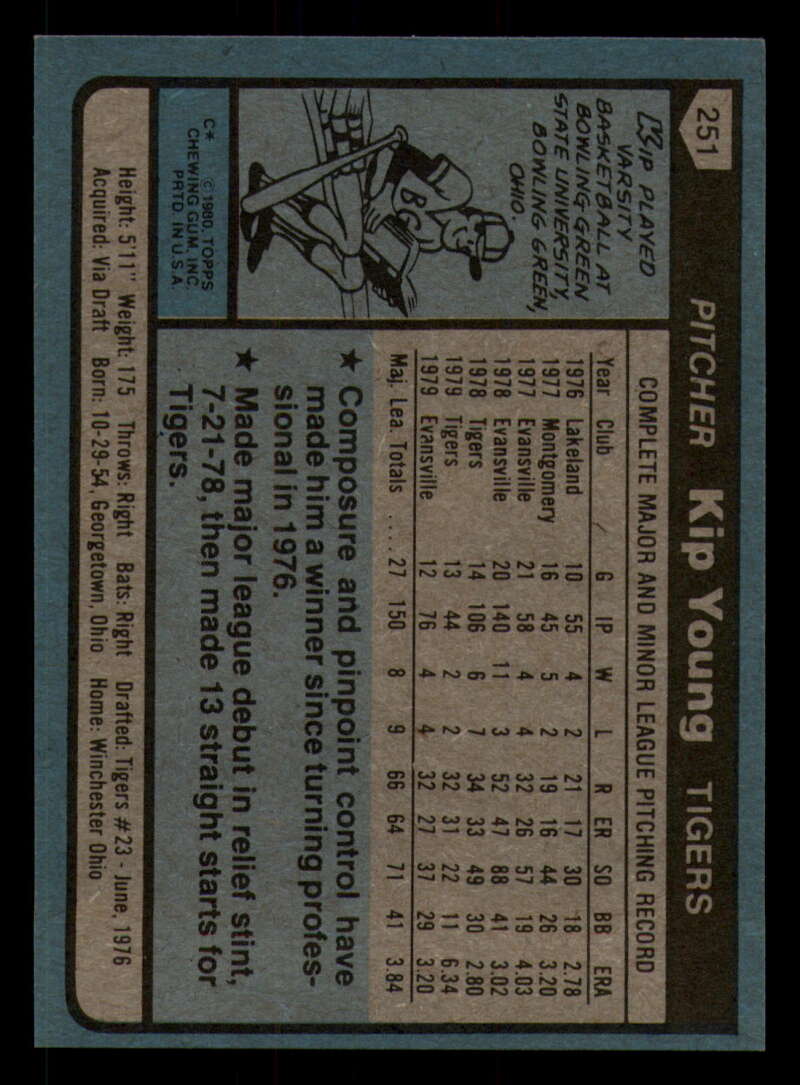 251
PITCHER Kip Young TIGERS
KIP PLAYED
VARSITY
BASKETBALL AT
BOWLING GREEN
STATE UNIVERSITY,
BOWLING GREEN,
OHIO.
BG
C* © 1980, TOPPS
CHEWING GUM, INC.
PRTD. IN U.S.A.
COMPLETE MAJOR AND MINOR LEAGUE PITCHING RECORD
Year Club G IP W L R ER SO BB ERA
1976 Lakeland 10 55 4 2 21 17 30 18 2.78
1977 Montgomery 16 45 5 2 19 16 44 26 3.20
1977 Evansville 21 58 4 4 32 26 57 19 4.03
1978 Evansville 20 140 11 3 52 47 88 41 3.02
1978 Tigers 14 106 6 7 34 33 49 30 2.80
1979 Tigers 13 44 2 2 32 31 22 11 6.34
1979 Evansville 12 76 4 4 32 27 37 29 3.20
Maj. Lea. Totals .... 27 150 8 9 66 64 71 41 3.84
★ Composure and pinpoint control have
made him a winner since turning profes-
sional in 1976.
★ Made major league debut in relief stint,
7-21-78, then made 13 straight starts for
Tigers.
Height: 5'11" Weight: 175 Throws: Right Bats: Right Drafted: Tigers #23 - June, 1976
Acquired: Via Draft Born: 10-29-54, Georgetown, Ohio Home: Winchester Ohio